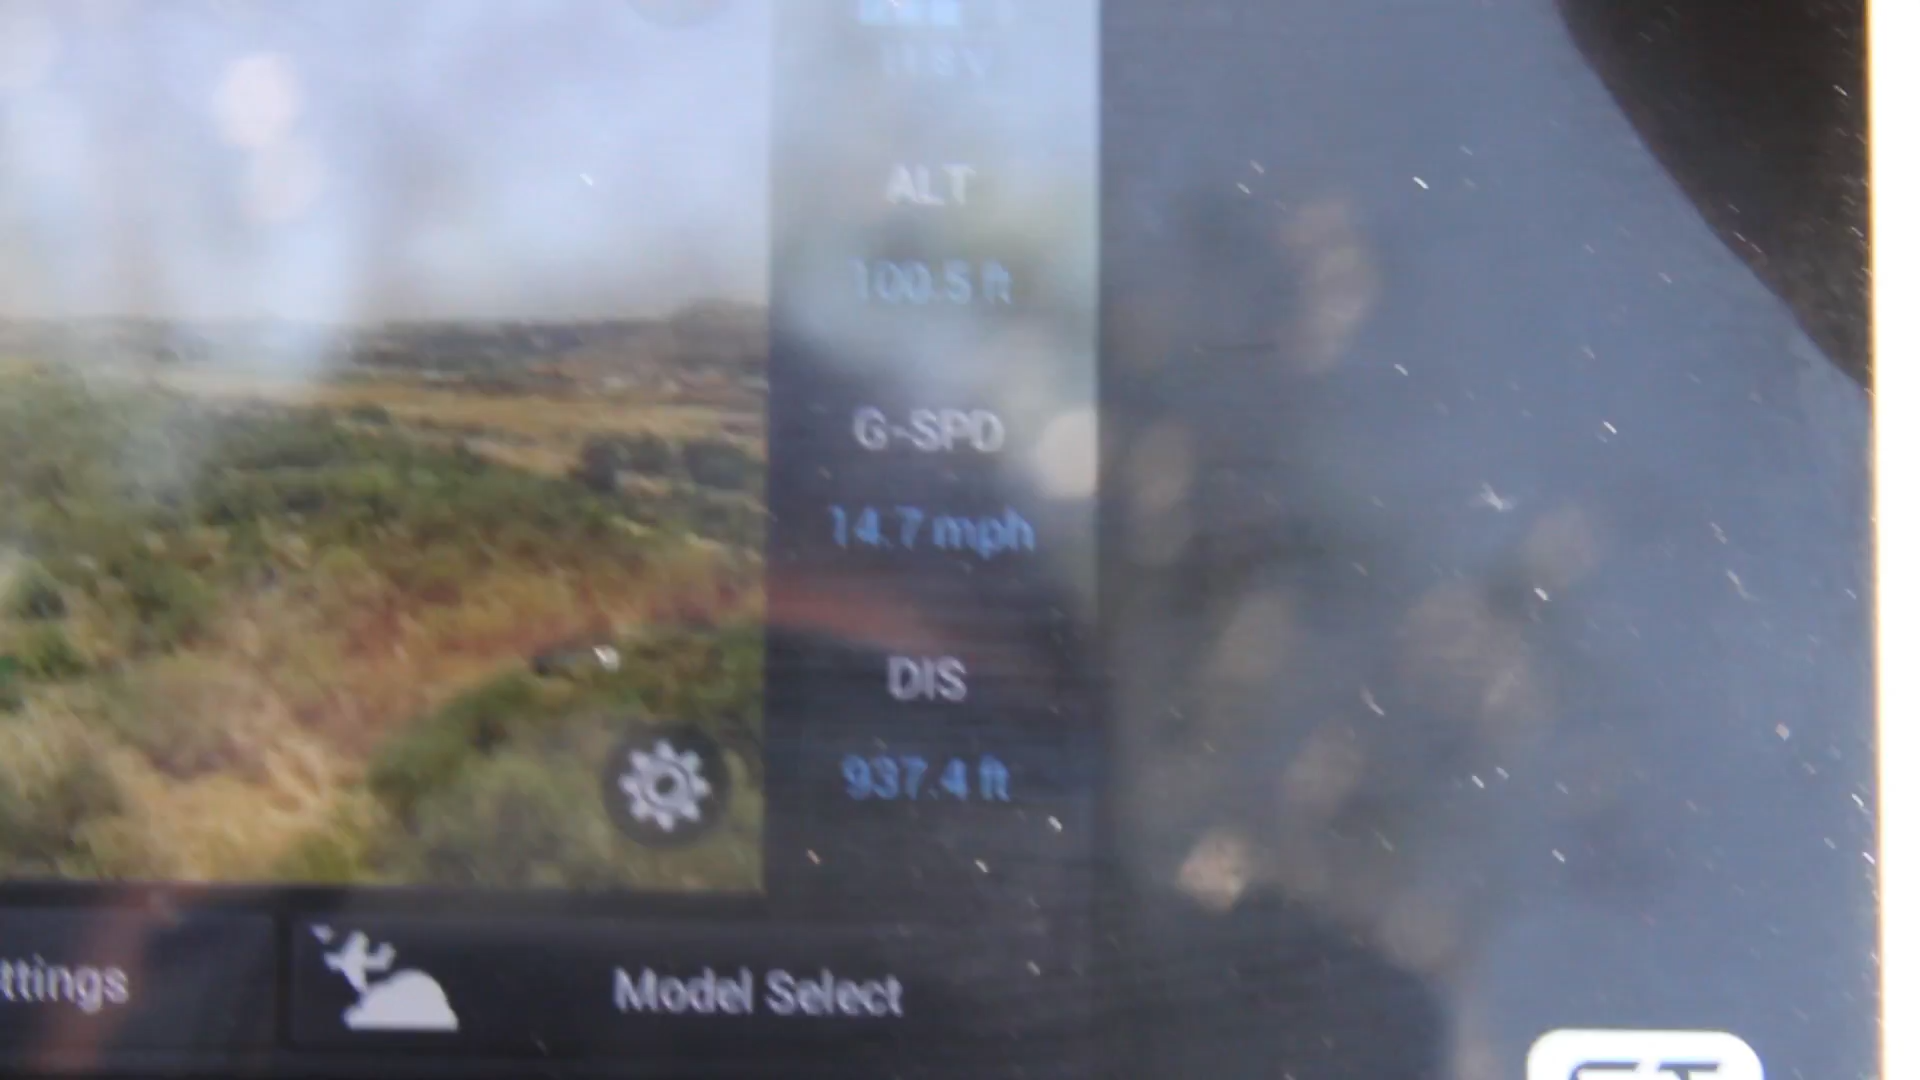 ALT
100.5 ft
G-SPD
14.7 mph
DIS
937.4 ft
ttings
Model Select